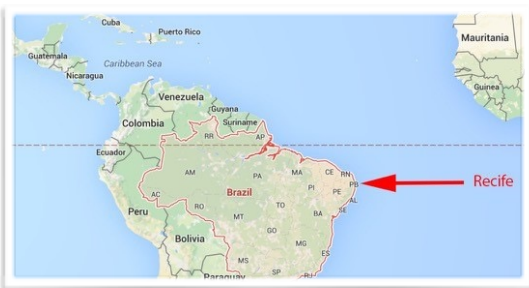 Cuba
Puerto Rico
Mauritania
Guatemala
Caribbean Sea
Nicaragua
Guinea
Venezuela
Guyana
Colombia
Suriname
RR
AP
Ecuador
AM
PA
MA
CE
RN
PB
Recife
PI
PE
AL
AC
Brazil
TO
SE
RO
BA
Peru
MT
GO
Bolivia
MG
MS
ES
SP
RJ
Paraguay